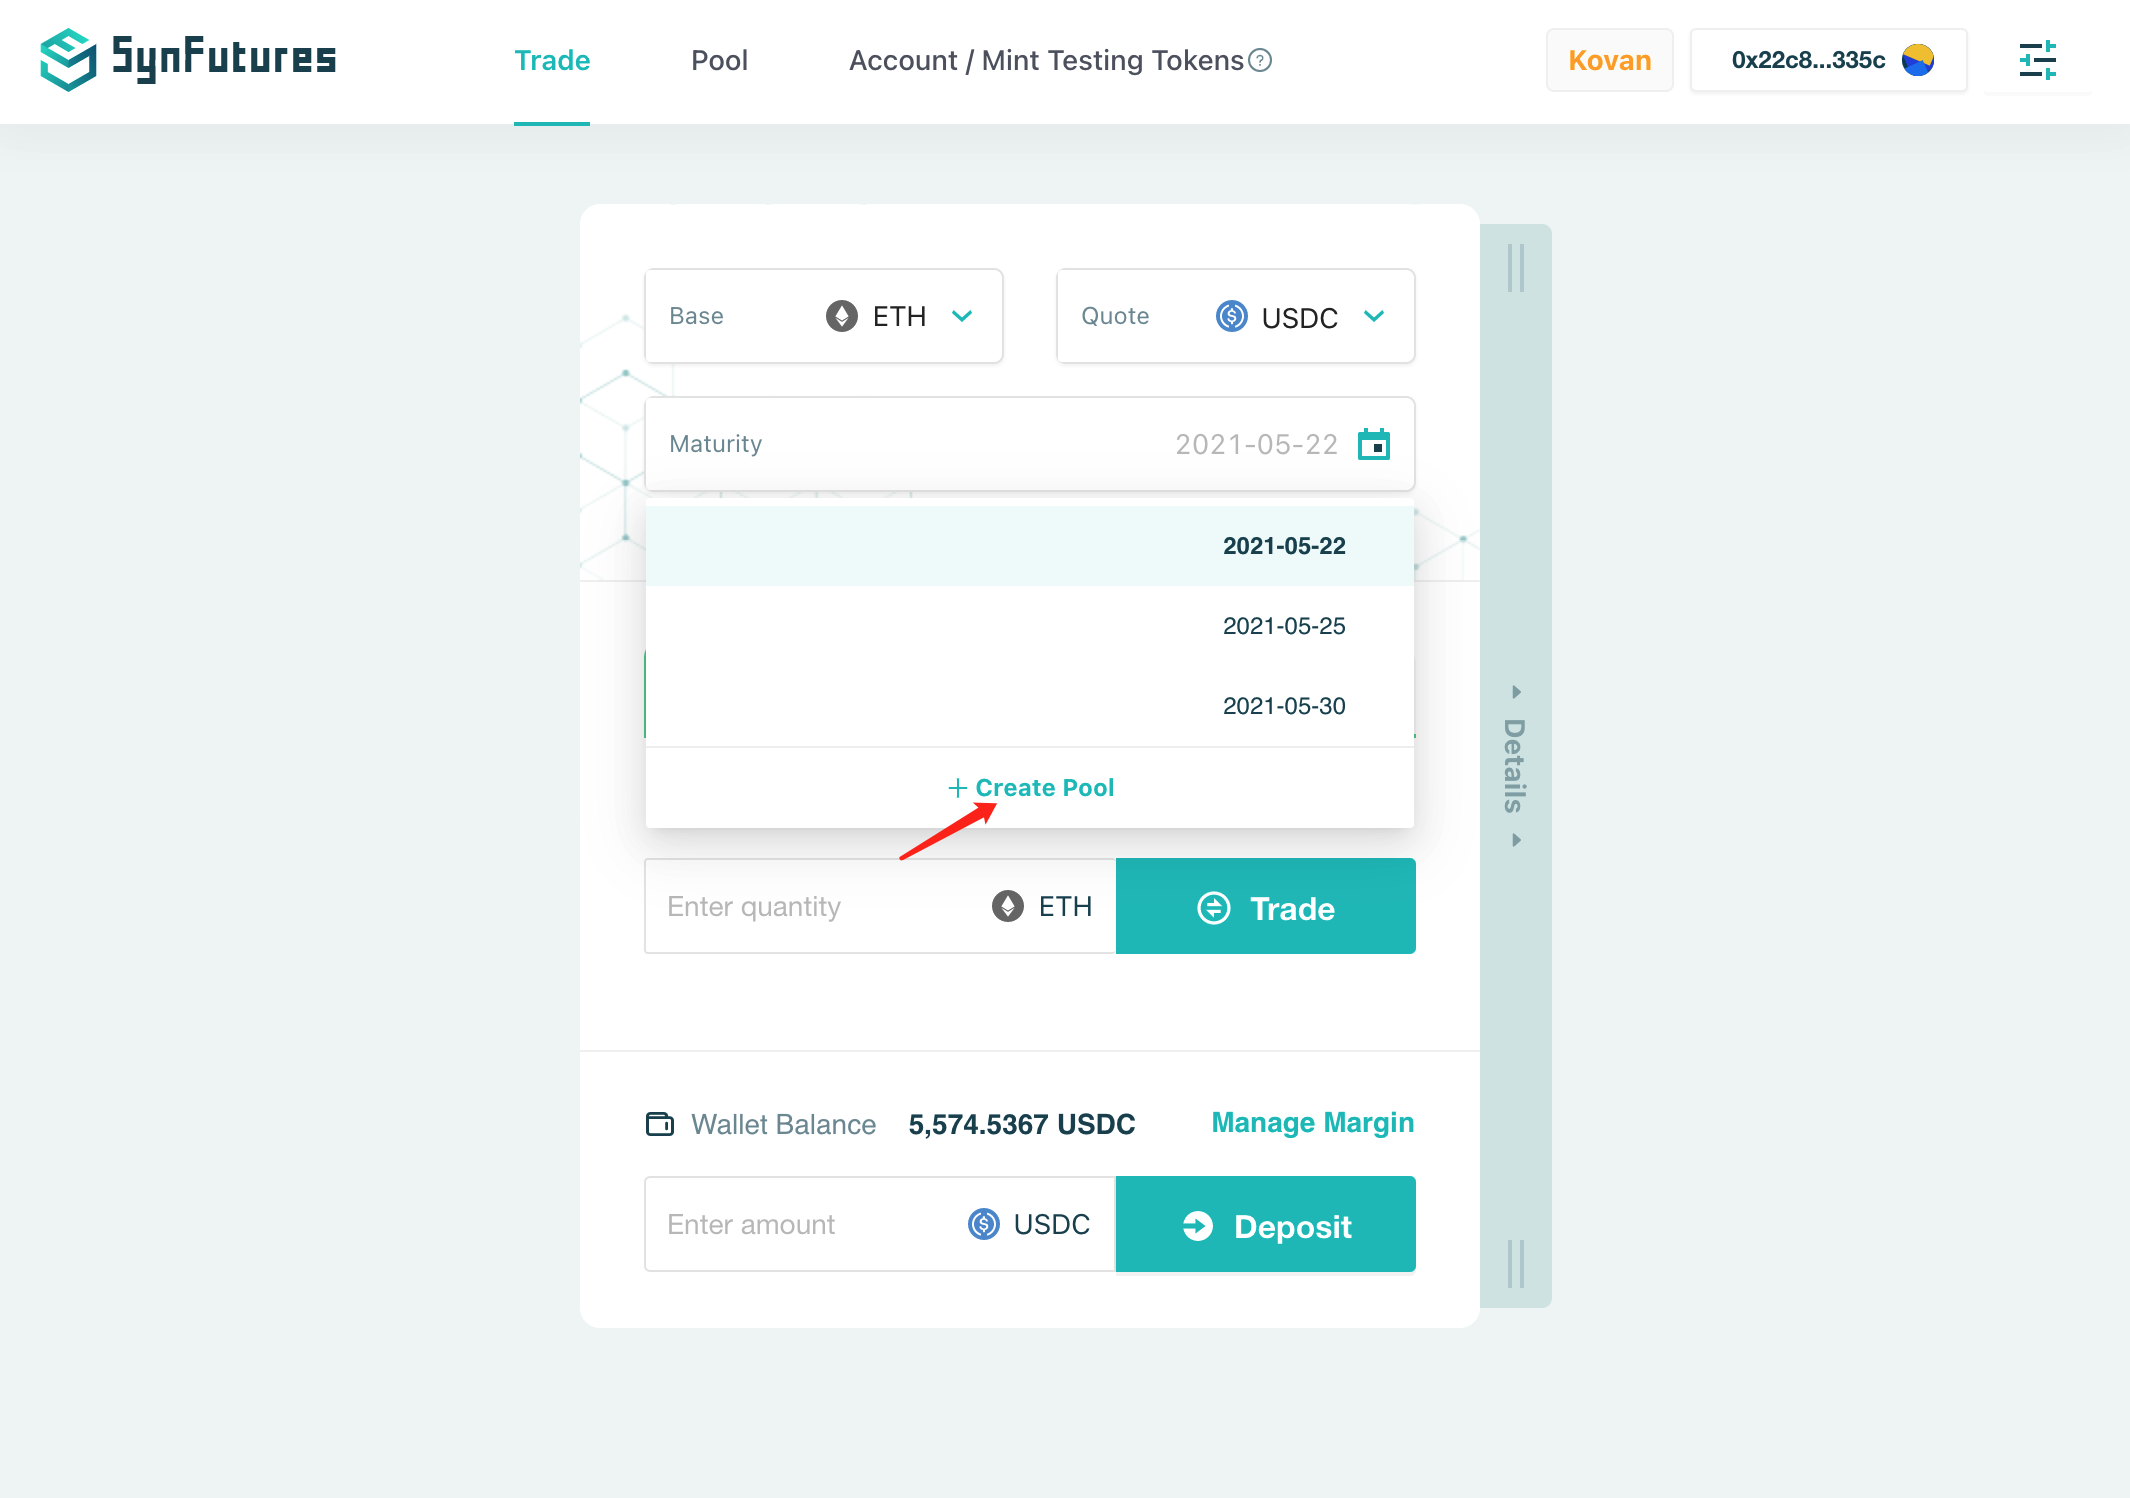 SynFutures
Trade
Pool
Account / Mint Testing Tokens ?
Kovan
0x22c8...335c
Base ETH
Quote USDC
Maturity 2021-05-22
2021-05-22
2021-05-25
2021-05-30
+ Create Pool
Details
Enter quantity ETH
Trade
Wallet Balance 5,574.5367 USDC
Manage Margin
Enter amount USDC
Deposit